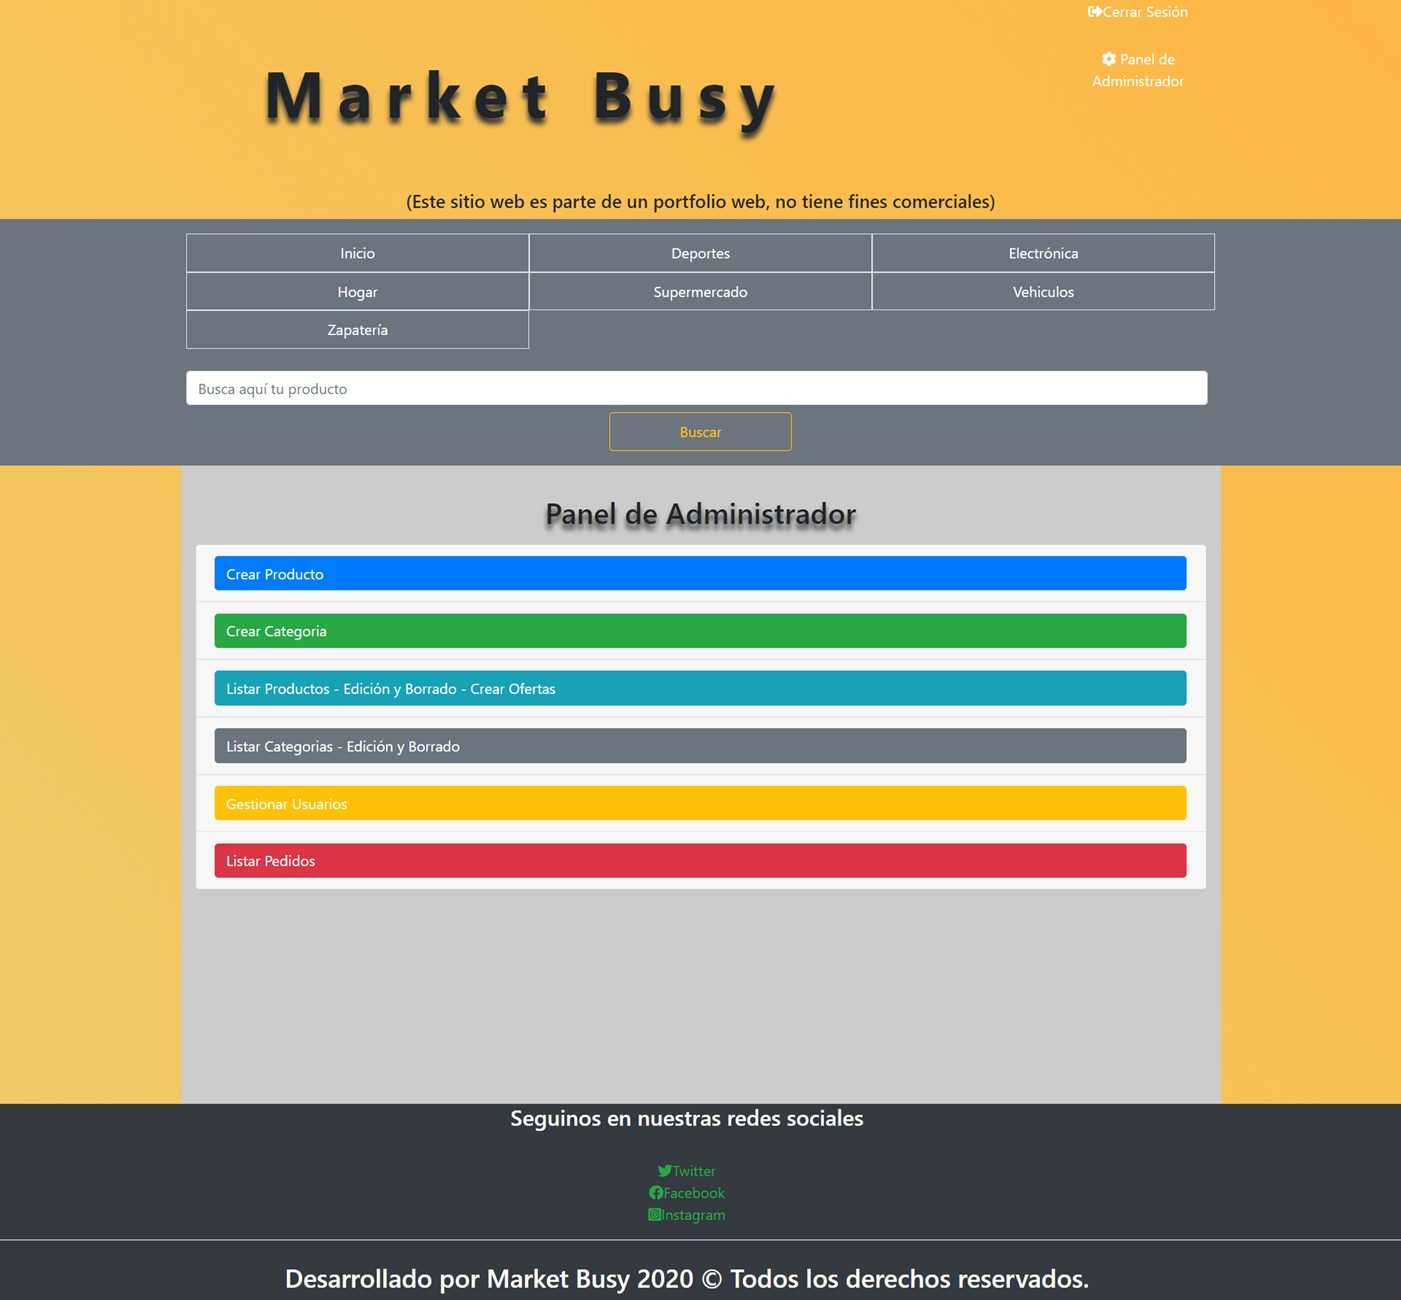 Cerrar Sesión
Market Busy
Panel de
Administrador
(Este sitio web es parte de un portfolio web, no tiene fines comerciales)
Inicio
Deportes
Electrónica
Hogar
Supermercado
Vehiculos
Zapatería
Busca aquí tu producto
Buscar
Panel de Administrador
Crear Producto
Crear Categoria
Listar Productos - Edición y Borrado - Crear Ofertas
Listar Categorias - Edición y Borrado
Gestionar Usuarios
Listar Pedidos
Seguinos en nuestras redes sociales
Twitter
Facebook
Instagram
Desarrollado por Market Busy 2020 © Todos los derechos reservados.